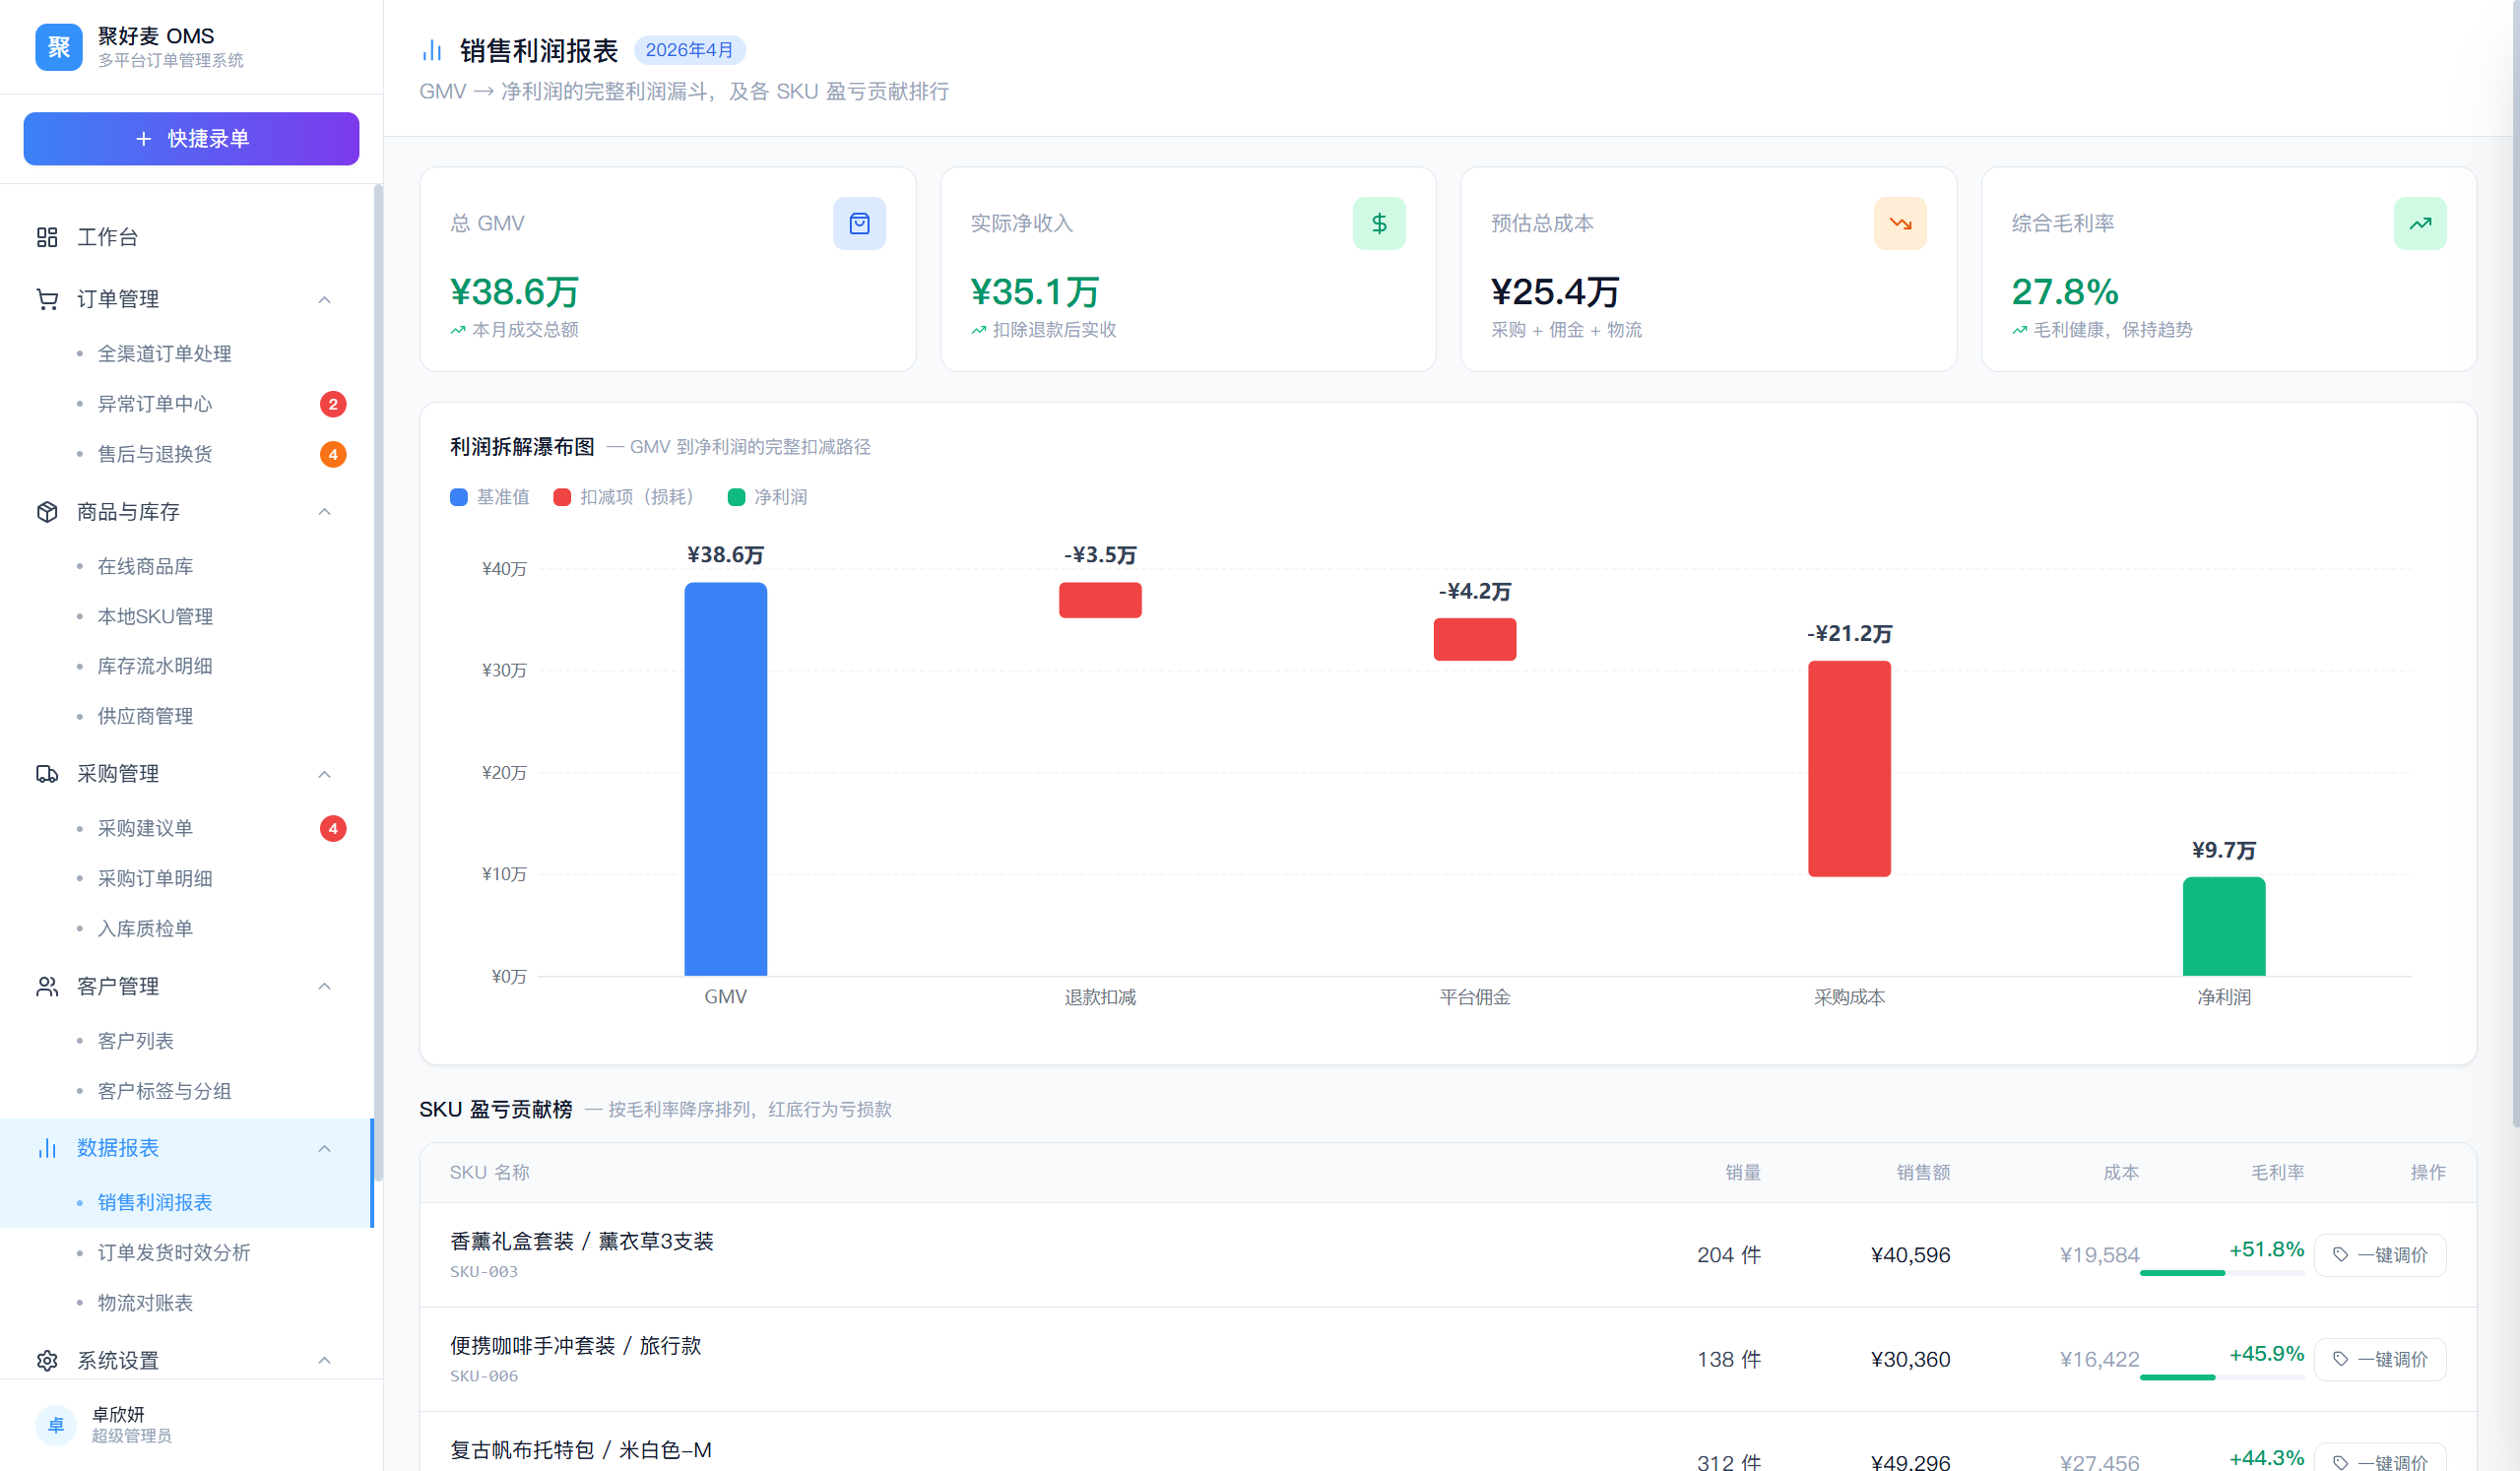 聚
聚好麦 OMS
多平台订单管理系统
快捷录单
工作台
订单管理
全渠道订单处理
异常订单中心 2
售后与退换货 4
商品与库存
在线商品库
本地SKU管理
库存流水明细
供应商管理
采购管理
采购建议单 4
采购订单明细
入库质检单
客户管理
客户列表
客户标签与分组
数据报表
销售利润报表
订单发货时效分析
物流对账表
系统设置
卓
卓欣妍
超级管理员
销售利润报表 2026年4月
GMV → 净利润的完整利润漏斗，及各 SKU 盈亏贡献排行
总 GMV
¥38.6万
本月成交总额
实际净收入
¥35.1万
扣除退款后实收
预估总成本
¥25.4万
采购 + 佣金 + 物流
综合毛利率
27.8%
毛利健康，保持趋势
利润拆解瀑布图 — GMV 到净利润的完整扣减路径
基准值 扣减项（损耗） 净利润
¥40万
¥30万
¥20万
¥10万
¥0万
¥38.6万
-¥3.5万
-¥4.2万
-¥21.2万
¥9.7万
GMV 退款扣减 平台佣金 采购成本 净利润
SKU 盈亏贡献榜 — 按毛利率降序排列，红底行为亏损款
SKU 名称 销量 销售额 成本 毛利率 操作
香薰礼盒套装 / 薰衣草3支装
SKU-003
204 件 ¥40,596 ¥19,584 +51.8% 一键调价
便携咖啡手冲套装 / 旅行款
SKU-006
138 件 ¥30,360 ¥16,422 +45.9% 一键调价
复古帆布托特包 / 米白色-M
312 件 ¥49,296 ¥27,456 +44.3% 一键调价